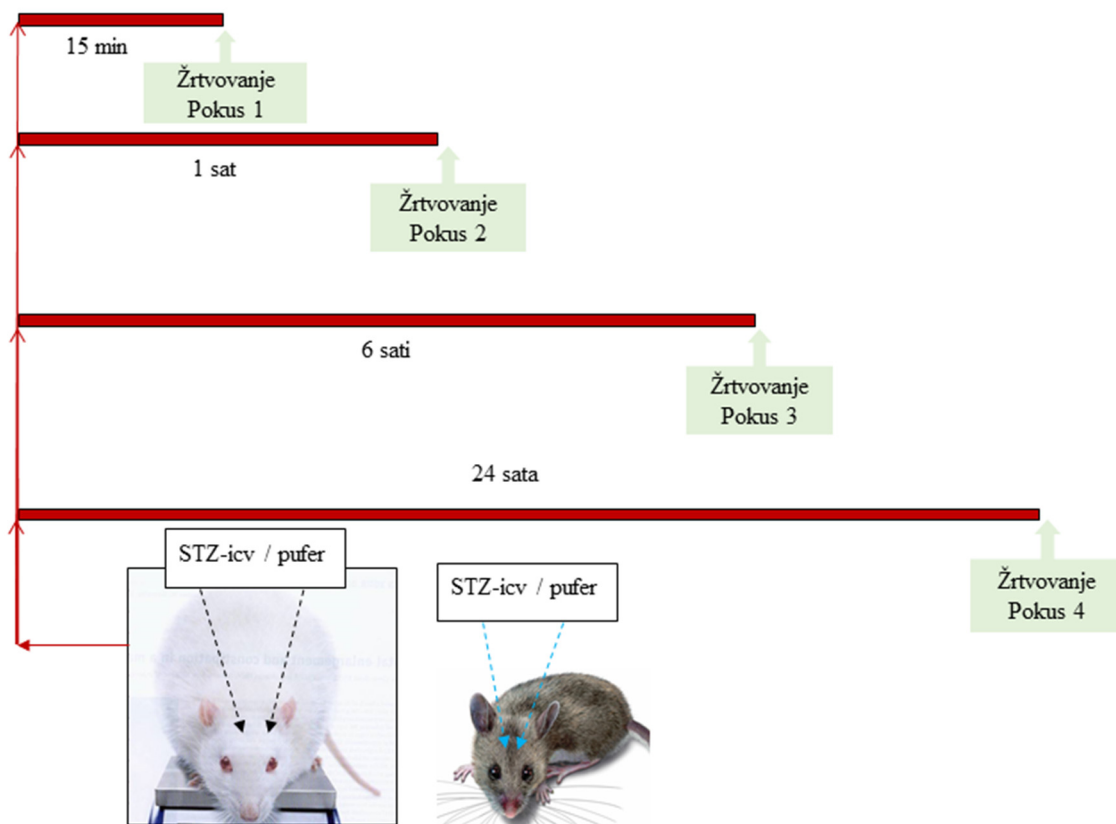 15 min
Žrtvovanje
Pokus 1
1 sat
Žrtvovanje
Pokus 2
6 sati
Žrtvovanje
Pokus 3
24 sata
Žrtvovanje
Pokus 4
STZ-icv / pufer
STZ-icv / pufer